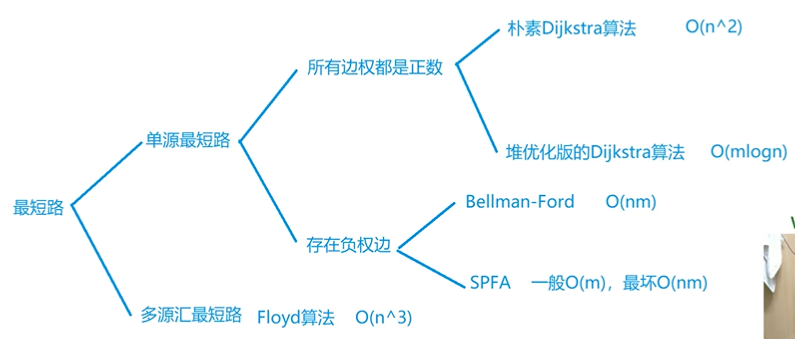 朴素Dijkstra算法 O(n^2)
所有边权都是正数
单源最短路
堆优化版的Dijkstra算法 O(mlogn)
最短路
Bellman-Ford O(nm)
存在负权边
SPFA 一般O(m)，最坏O(nm)
多源汇最短路 Floyd算法 O(n^3)